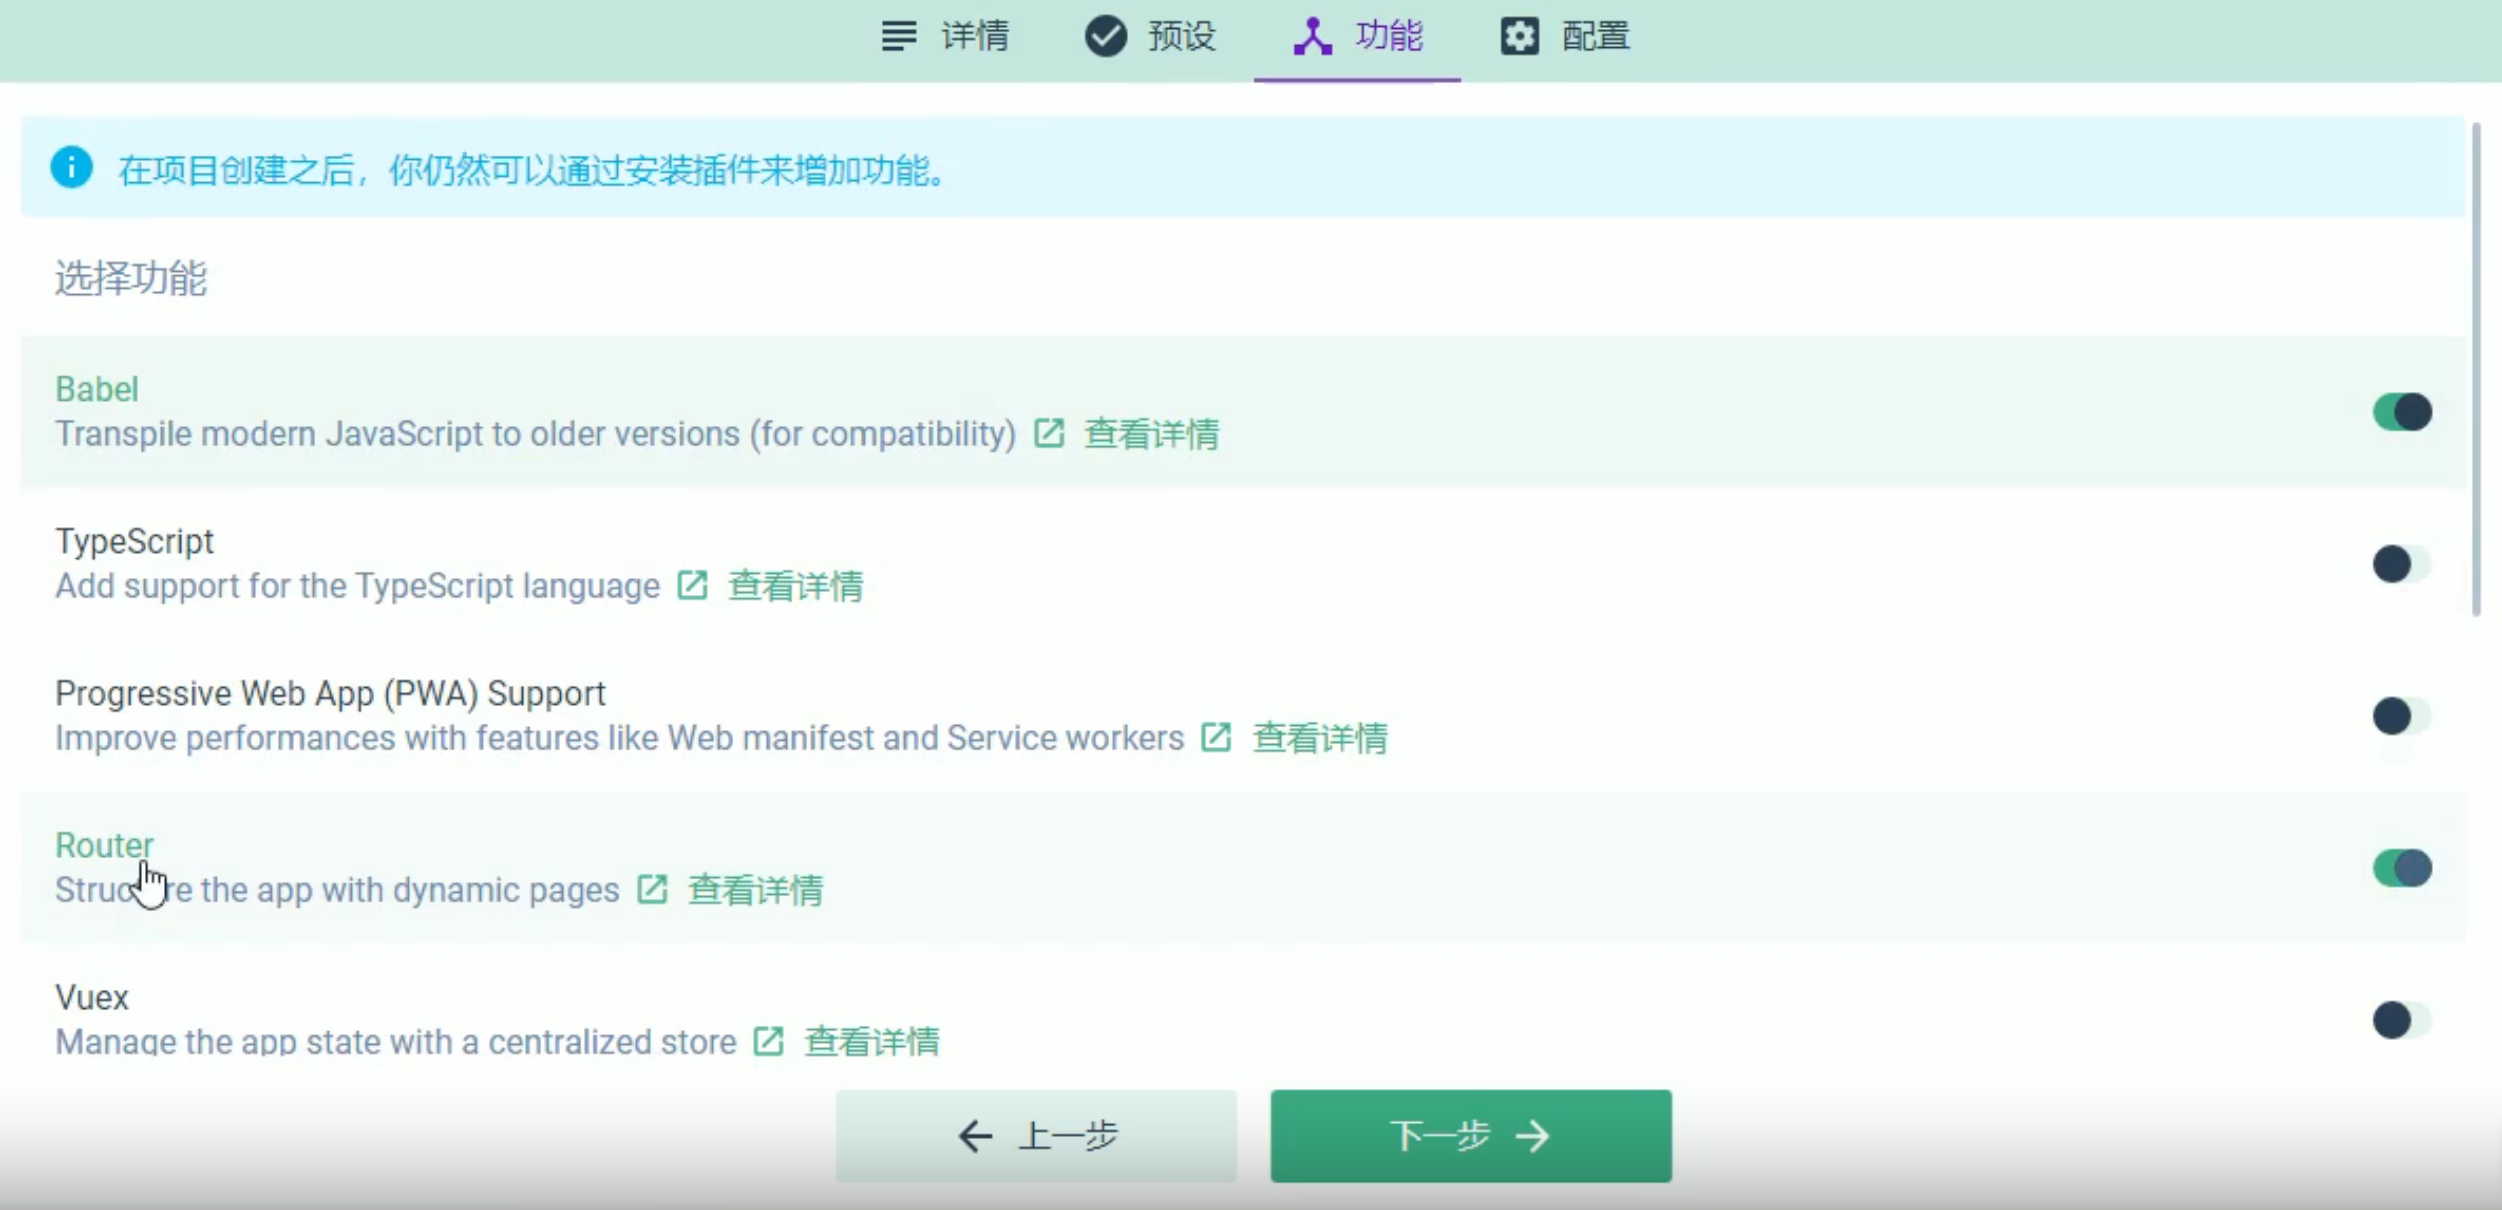 详情 预设 功能 配置
在项目创建之后，你仍然可以通过安装插件来增加功能。
选择功能
Babel
Transpile modern JavaScript to older versions (for compatibility) 查看详情
TypeScript
Add support for the TypeScript language 查看详情
Progressive Web App (PWA) Support
Improve performances with features like Web manifest and Service workers 查看详情
Router
Structure the app with dynamic pages 查看详情
Vuex
Manage the app state with a centralized store 查看详情
上一步 下一步